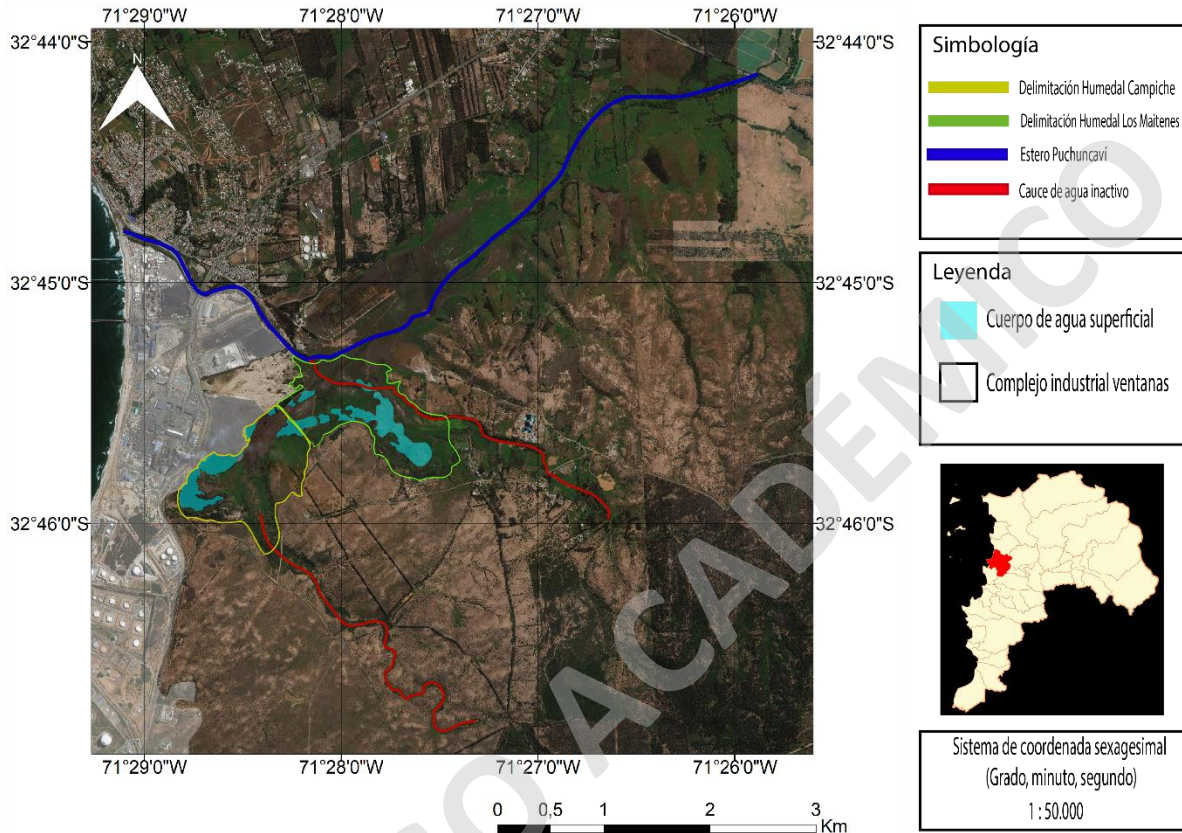 71°29'0"W 71°28'0"W 71°27'0"W 71°26'0"W
32°44'0"S 32°44'0"S
N
32°45'0"S 32°45'0"S
32°46'0"S 32°46'0"S
71°29'0"W 71°28'0"W 71°27'0"W 71°26'0"W
0 0,5 1 2 3
Km
Simbología
Delimitación Humedal Campiche
Delimitación Humedal Los Maitenes
Estero Puchuncaví
Cauce de agua inactivo
Leyenda
Cuerpo de agua superficial
Complejo industrial ventanas
Sistema de coordenada sexagesimal
(Grado, minuto, segundo)
1 : 50.000
O ACADÉMICO